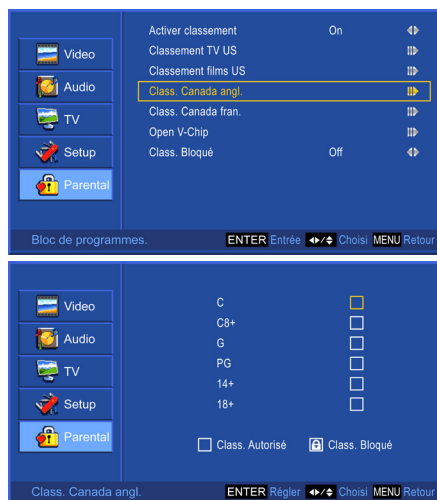 Activer classement On
Video Classement TV US
Classement films US
Audio Class. Canada angl.
TV Class. Canada fran.
Open V-Chip
Setup Class. Bloqué Off
Parental
Bloc de programmes. ENTER Entrée Choisi MENU Retour
Video C
C8+
Audio G
TV PG
14+
Setup 18+
Parental Class. Autorisé Class. Bloqué
Class. Canada angl. ENTER Régler Choisi MENU Retour